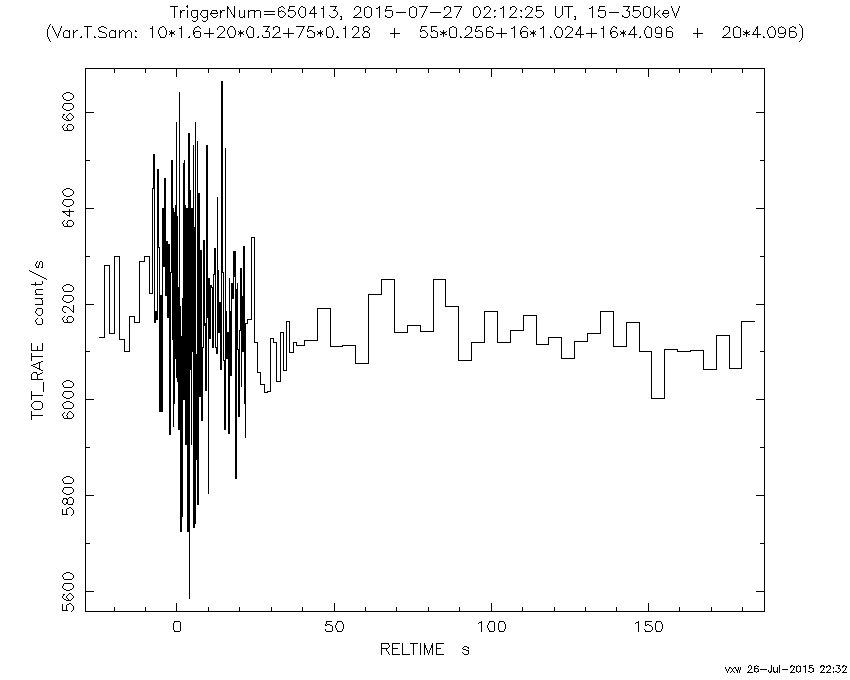 TriggerNum=650413, 2015-07-27 02:12:25 UT, 15-350keV
(Var.T.Sam: 10*1.6+20*0.32+75*0.128 + 55*0.256+16*1.024+16*4.096 + 20*4.096)
6600
6400
6200
6000
5800
5600
TOT_RATE count/s
0 50 100 150
RELTIME s
vxw 26-Jul-2015 22:32